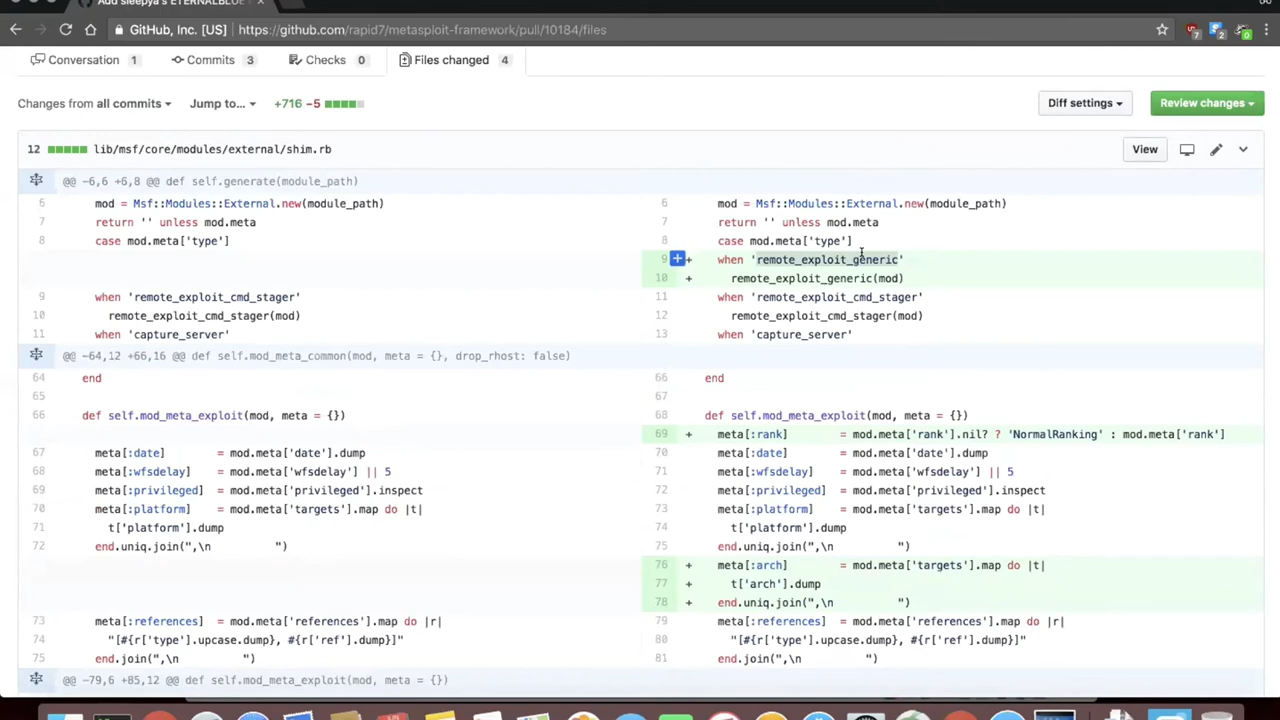 Add sleepya's ETERNALBLUE
GitHub, Inc. [US] https://github.com/rapid7/metasploit-framework/pull/10184/files
7 2 0
Conversation 1 Commits 3 Checks 0 Files changed 4
Changes from all commits Jump to... +716 −5 Diff settings Review changes
12 lib/msf/core/modules/external/shim.rb View
@@ -6,6 +6,8 @@ def self.generate(module_path)
6 mod = Msf::Modules::External.new(module_path) 6 mod = Msf::Modules::External.new(module_path)
7 return '' unless mod.meta 7 return '' unless mod.meta
8 case mod.meta['type'] 8 case mod.meta['type']
9 + when 'remote_exploit_generic'
10 + remote_exploit_generic(mod)
9 when 'remote_exploit_cmd_stager' 11 when 'remote_exploit_cmd_stager'
10 remote_exploit_cmd_stager(mod) 12 remote_exploit_cmd_stager(mod)
11 when 'capture_server' 13 when 'capture_server'
@@ -64,12 +66,16 @@ def self.mod_meta_common(mod, meta = {}, drop_rhost: false)
64 end 66 end
65 67
66 def self.mod_meta_exploit(mod, meta = {}) 68 def self.mod_meta_exploit(mod, meta = {})
69 + meta[:rank] = mod.meta['rank'].nil? ? 'NormalRanking' : mod.meta['rank']
67 meta[:date] = mod.meta['date'].dump 70 meta[:date] = mod.meta['date'].dump
68 meta[:wfsdelay] = mod.meta['wfsdelay'] || 5 71 meta[:wfsdelay] = mod.meta['wfsdelay'] || 5
69 meta[:privileged] = mod.meta['privileged'].inspect 72 meta[:privileged] = mod.meta['privileged'].inspect
70 meta[:platform] = mod.meta['targets'].map do |t| 73 meta[:platform] = mod.meta['targets'].map do |t|
71 t['platform'].dump 74 t['platform'].dump
72 end.uniq.join(",\n ") 75 end.uniq.join(",\n ")
76 + meta[:arch] = mod.meta['targets'].map do |t|
77 + t['arch'].dump
78 + end.uniq.join(",\n ")
73 meta[:references] = mod.meta['references'].map do |r| 79 meta[:references] = mod.meta['references'].map do |r|
74 "[#{r['type'].upcase.dump}, #{r['ref'].dump}]" 80 "[#{r['type'].upcase.dump}, #{r['ref'].dump}]"
75 end.join(",\n ") 81 end.join(",\n ")
@@ -79,6 +85,12 @@ def self.mod_meta_exploit(mod, meta = {})